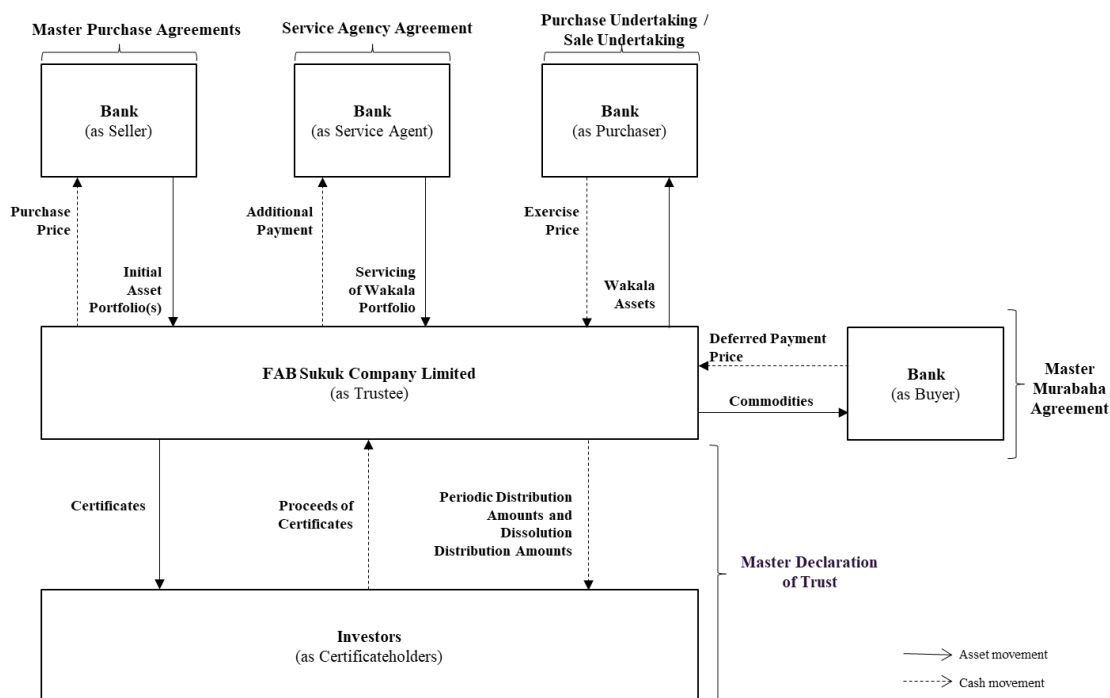 Master Purchase Agreements
Service Agency Agreement
Purchase Undertaking /
Sale Undertaking
Bank
(as Seller)
Bank
(as Service Agent)
Bank
(as Purchaser)
Purchase
Price
Initial
Asset
Portfolio(s)
Additional
Payment
Servicing
of Wakala
Portfolio
Exercise
Price
Wakala
Assets
FAB Sukuk Company Limited
(as Trustee)
Deferred Payment
Price
Commodities
Bank
(as Buyer)
Master
Murabaha
Agreement
Certificates
Proceeds of
Certificates
Periodic Distribution
Amounts and
Dissolution
Distribution Amounts
Master Declaration
of Trust
Investors
(as Certificateholders)
Asset movement
Cash movement